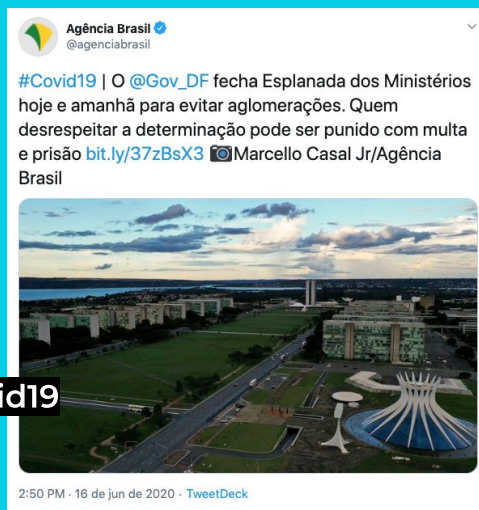 Agência Brasil
@agenciabrasil
#Covid19 | O @Gov_DF fecha Esplanada dos Ministérios
hoje e amanhã para evitar aglomerações. Quem
desrespeitar a determinação pode ser punido com multa
e prisão bit.ly/37zBsX3 📷Marcello Casal Jr/Agência
Brasil
id19
2:50 PM · 16 de jun de 2020 · TweetDeck